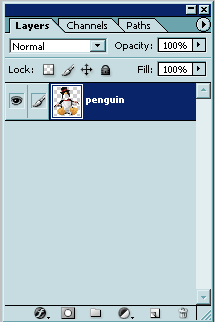 Layers Channels Paths
Normal Opacity: 100%
Lock: Fill: 100%
penguin